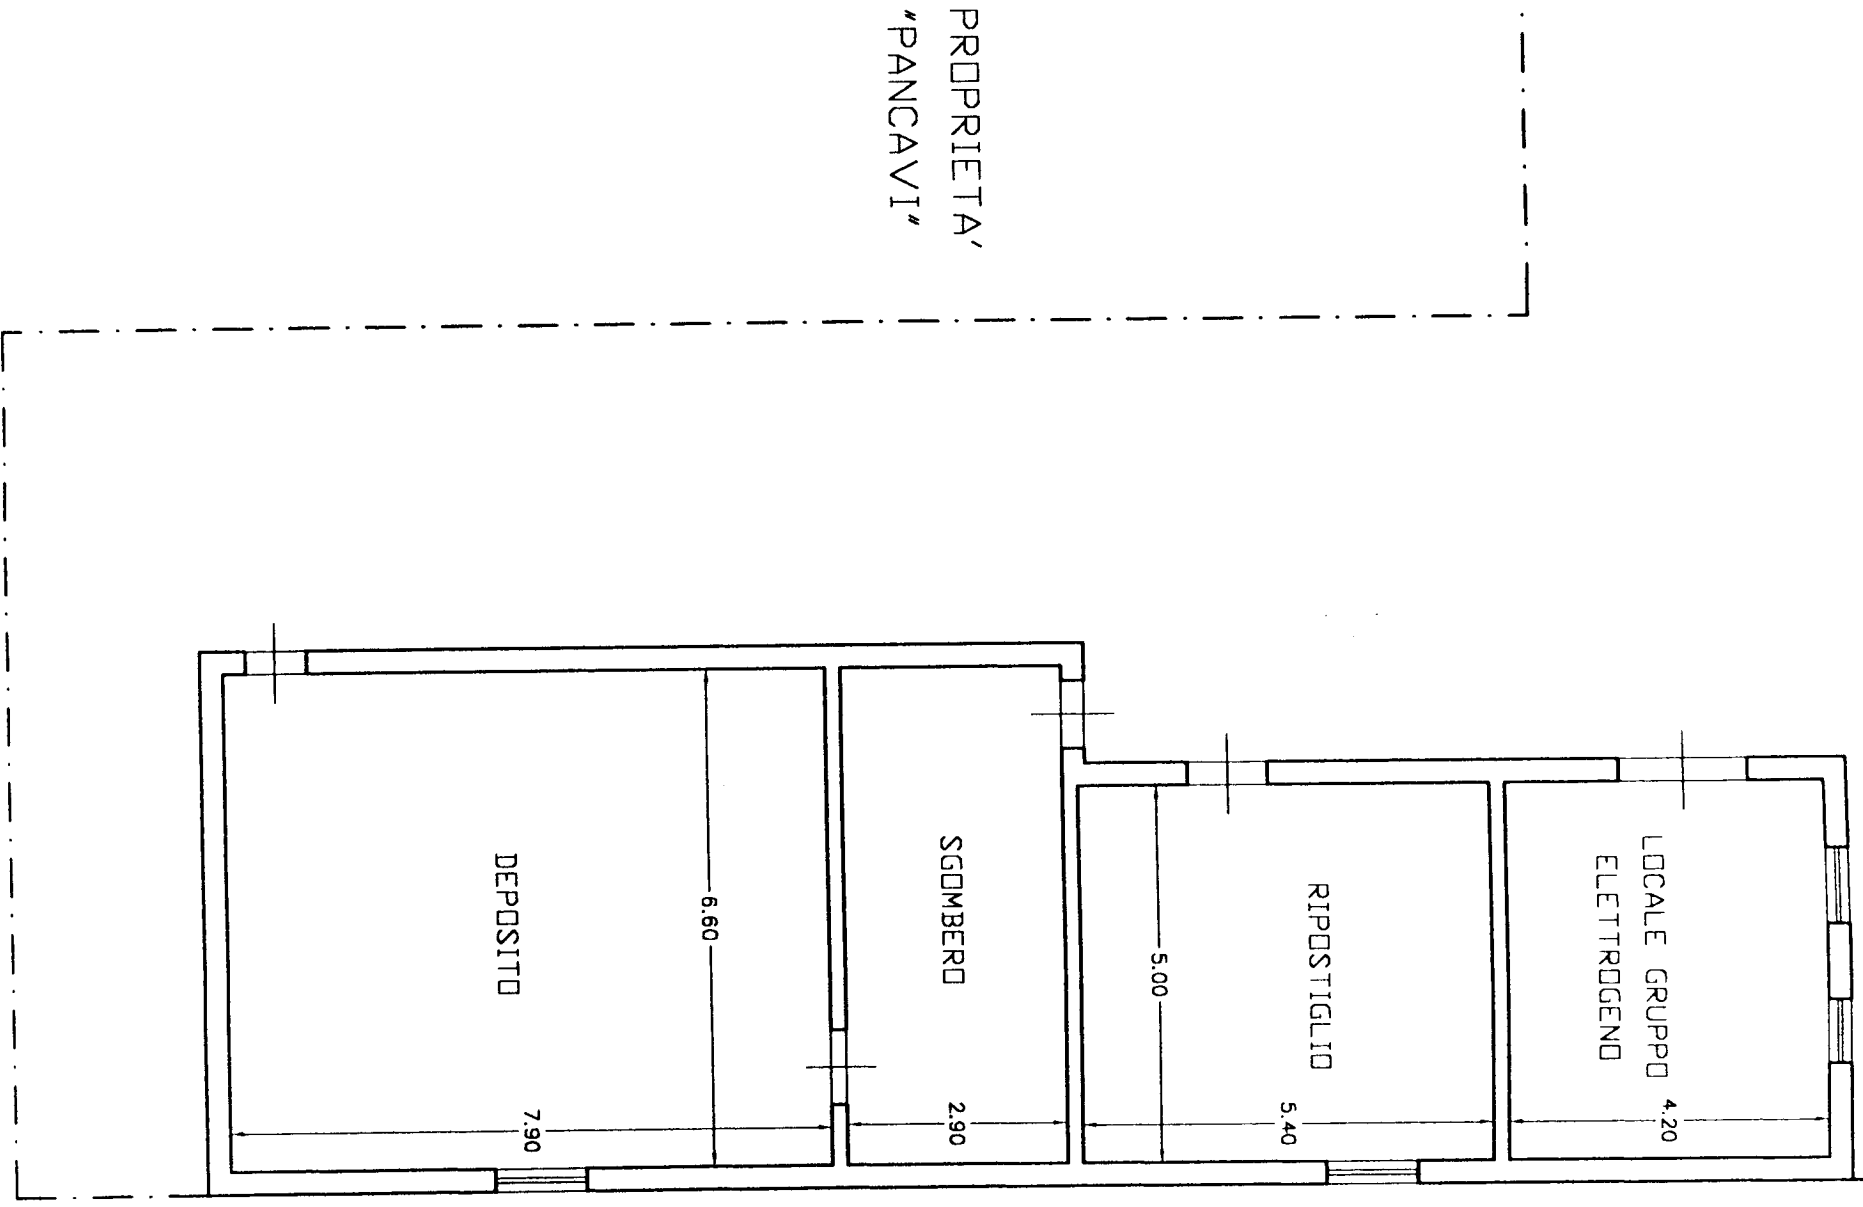 PROPRIETA'
"PANCAVI"
LOCALE GRUPPO
ELETTROGENO
4.20
RIPOSTIGLIO
5.40
5.00
SGOMBERO
2.90
6.60
DEPOSITO
7.90